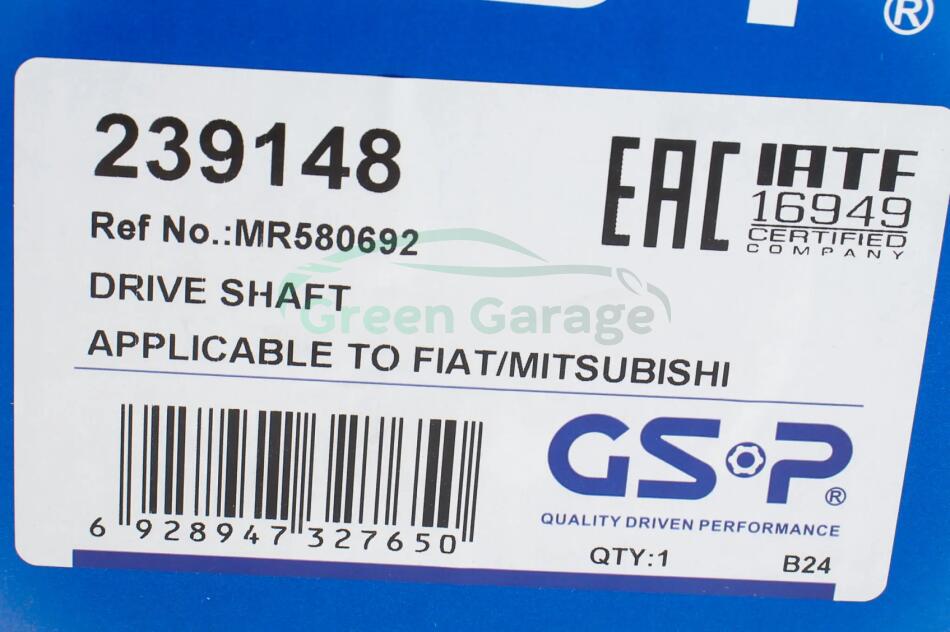 ®
239148
EAC
IATF
16949
CERTIFIED
COMPANY
Ref No.:MR580692
DRIVE SHAFT
Green Garage
APPLICABLE TO FIAT/MITSUBISHI
GSP®
QUALITY DRIVEN PERFORMANCE
6 928947 327650
QTY:1
B24